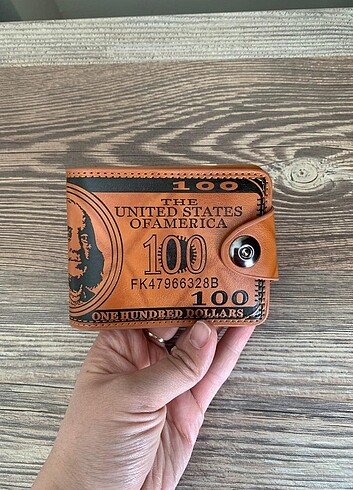 100
THE
UNITED STATES
OFAMERICA
100
FK47966328B
100
ONE HUNDRED DOLLARS